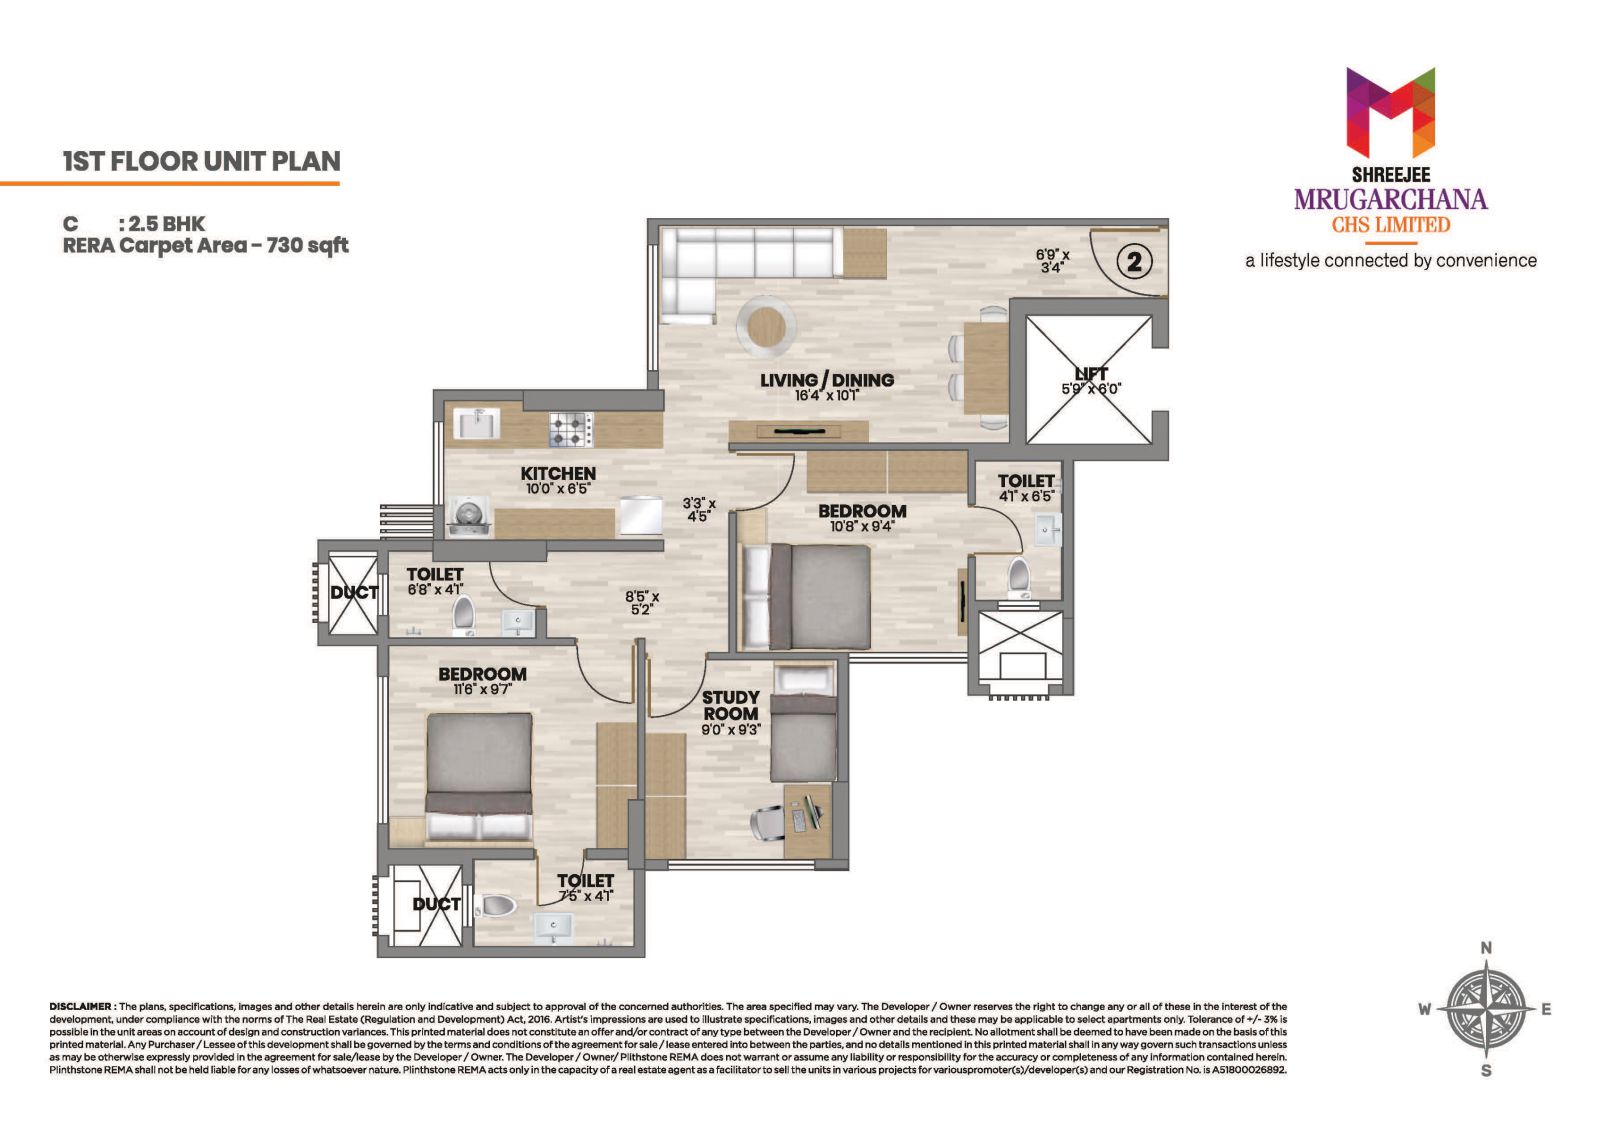 SHREEJEE
MRUGARCHANA
CHS LIMITED
a lifestyle connected by convenience
1ST FLOOR UNIT PLAN
C : 2.5 BHK
RERA Carpet Area - 730 sqft
6'9" x
3'4"
2
LIFT
5'9" x 6'0"
LIVING / DINING
16'4" x 10'1"
KITCHEN
10'0" x 6'5"
3'3" x
4'5"
BEDROOM
10'8" x 9'4"
TOILET
4'1" x 6'5"
DUCT
TOILET
6'8" x 4'1"
8'5" x
5'2"
BEDROOM
11'6" x 9'7"
STUDY
ROOM
9'0" x 9'3"
TOILET
7'5" x 4'1"
DUCT
N
W
E
S
DISCLAIMER : The plans, specifications, images and other details herein are only indicative and subject to approval of the concerned authorities. The area specified may vary. The Developer / Owner reserves the right to change any or all of these in the interest of the
development, under compliance with the norms of The Real Estate (Regulation and Development) Act, 2016. Artist's impressions are used to illustrate specifications, images and other details and these may be applicable to select apartments only. Tolerance of +/- 3% is
possible in the unit areas on account of design and construction variances. This printed material does not constitute an offer and/or contract of any type between the Developer / Owner and the recipient. No allotment shall be deemed to have been made on the basis of this
printed material. Any Purchaser / Lessee of this development shall be governed by the terms and conditions of the agreement for sale / lease entered into between the parties, and no details mentioned in this printed material shall in any way govern such transactions unless
as may be otherwise expressly provided in the agreement for sale/lease by the Developer / Owner. The Developer / Owner/ Plithstone REMA does not warrant or assume any liability or responsibility for the accuracy or completeness of any information contained herein.
Plinthstone REMA shall not be held liable for any losses of whatsoever nature. Plinthstone REMA acts only in the capacity of a real estate agent as a facilitator to sell the units in various projects for variouspromoter(s)/developer(s) and our Registration No. is A51800026892.